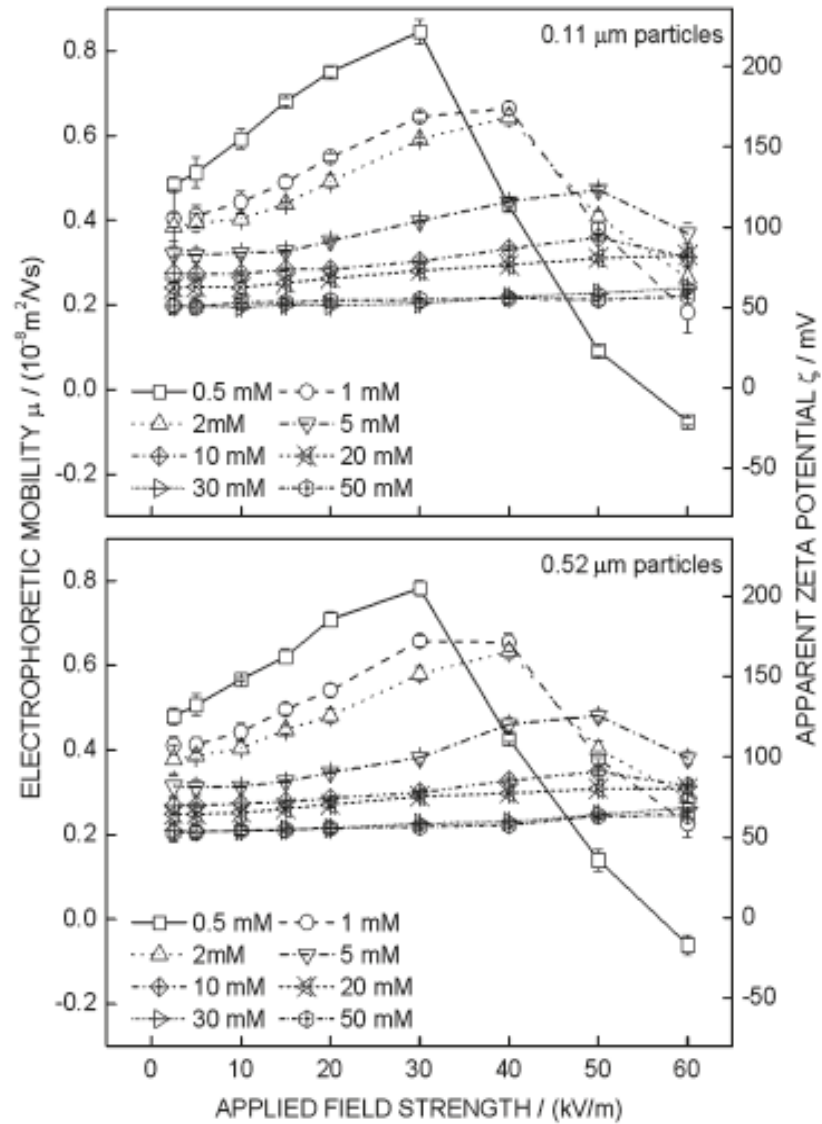 0.11 μm particles
0.8
0.6
0.4
0.2
0.0
-0.2
200
150
100
50
0
-50
0.5 mM 1 mM
2mM 5 mM
10 mM 20 mM
30 mM 50 mM
ELECTROPHORETIC MOBILITY μ / (10⁻⁸m²/Vs)
APPARENT ZETA POTENTIAL ζ / mV
0.52 μm particles
0.8
0.6
0.4
0.2
0.0
-0.2
200
150
100
50
0
-50
0.5 mM 1 mM
2mM 5 mM
10 mM 20 mM
30 mM 50 mM
0 10 20 30 40 50 60
APPLIED FIELD STRENGTH / (kV/m)